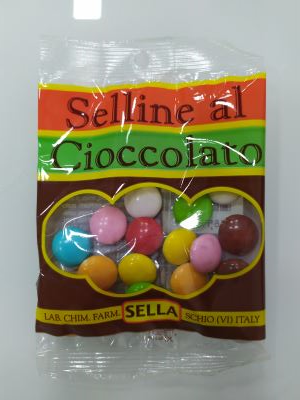 Selline al
Cioccolato
LAB. CHIM. FARM. SELLA SCHIO (VI) ITALY